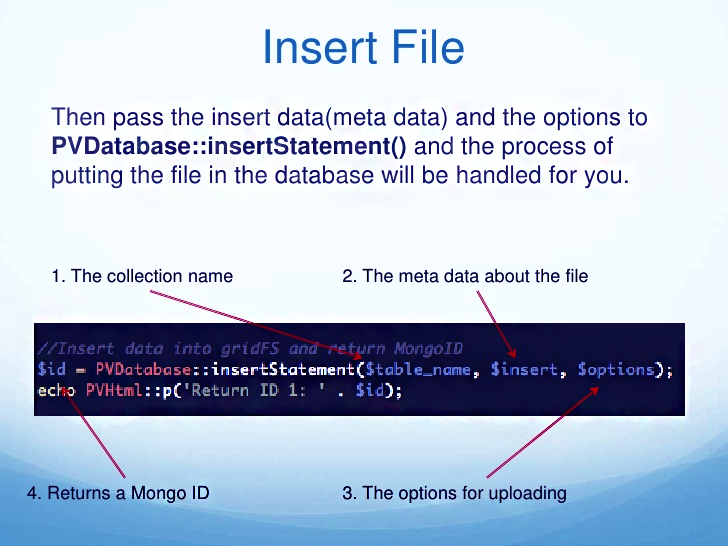 Insert File
Then pass the insert data(meta data) and the options to
PVDatabase::insertStatement() and the process of
putting the file in the database will be handled for you.
1. The collection name
2. The meta data about the file
//Insert data into gridFS and return MongoID
$id = PVDatabase::insertStatement($table_name, $insert, $options);
echo PVHtml::p('Return ID 1: ' . $id);
4. Returns a Mongo ID
3. The options for uploading